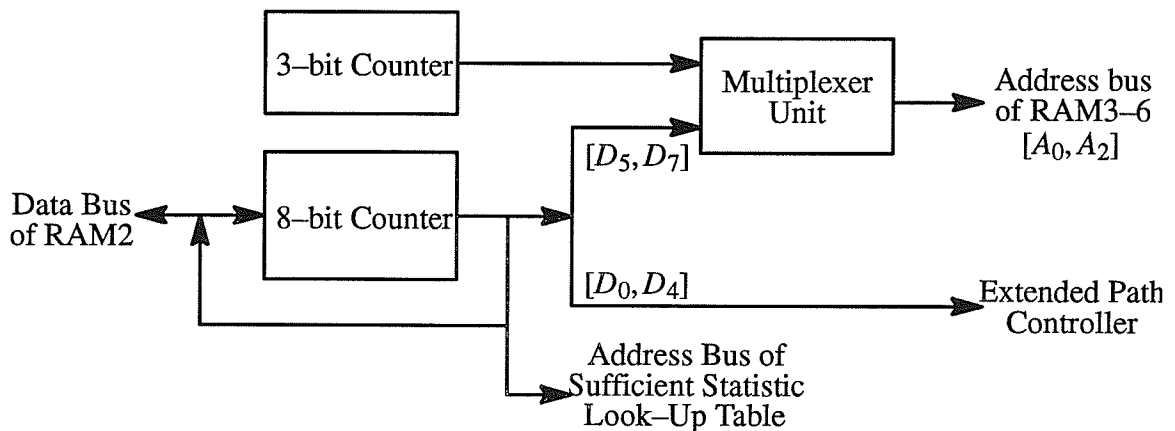 3–bit Counter
Multiplexer
Unit
Address bus
of RAM3–6
[A0, A2]
[D5, D7]
Data Bus
of RAM2
8–bit Counter
[D0, D4]
Extended Path
Controller
Address Bus of
Sufficient Statistic
Look–Up Table